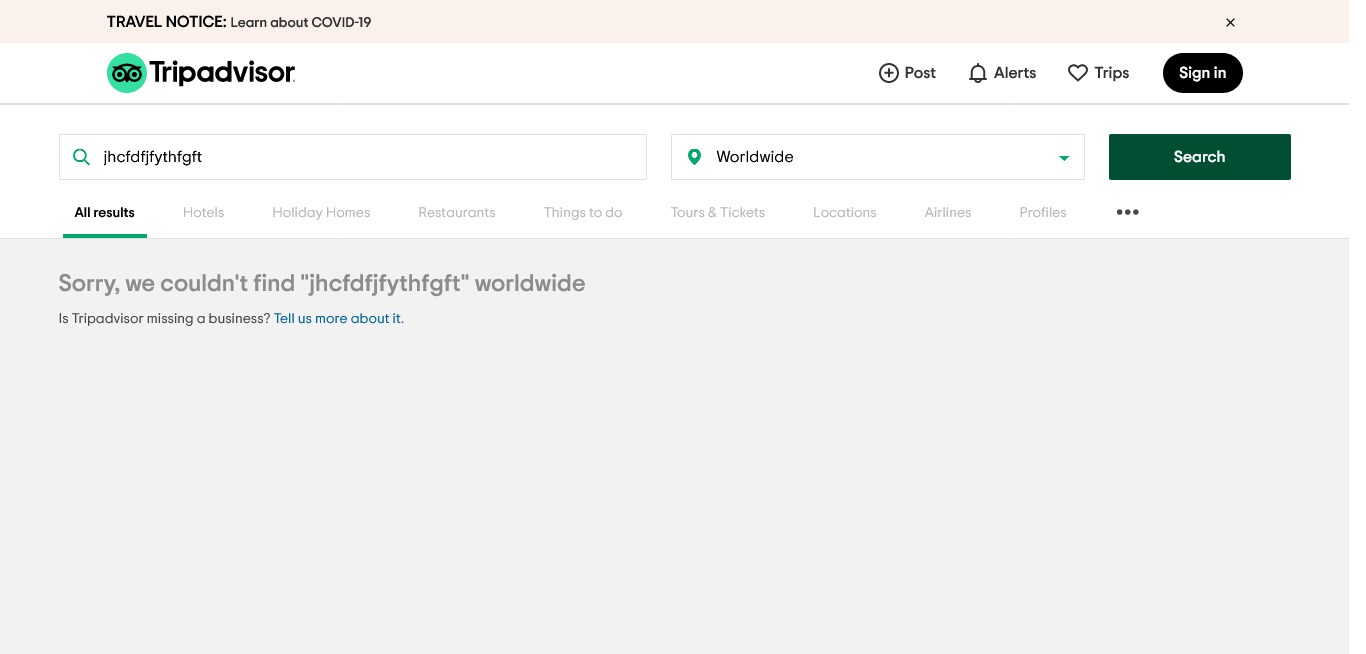 TRAVEL NOTICE: Learn about COVID-19
Tripadvisor
Post
Alerts
Trips
Sign in
jhcfdfjfythfgft
Worldwide
Search
All results
Hotels
Holiday Homes
Restaurants
Things to do
Tours & Tickets
Locations
Airlines
Profiles
Sorry, we couldn't find "jhcfdfjfythfgft" worldwide
Is Tripadvisor missing a business? Tell us more about it.